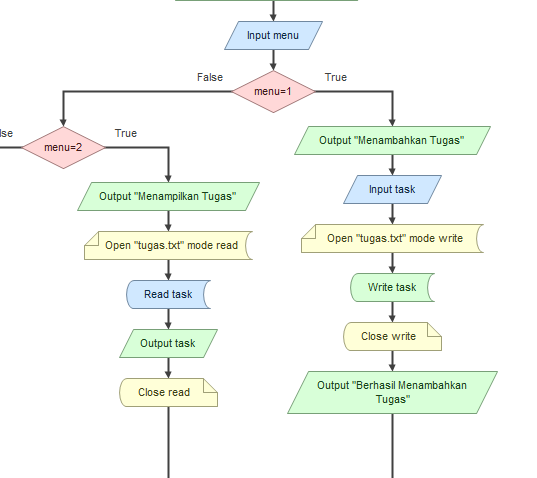 Input menu
False
True
menu=1
lse
True
menu=2
Output "Menambahkan Tugas"
Output "Menampilkan Tugas"
Input task
Open "tugas.txt" mode read
Open "tugas.txt" mode write
Read task
Write task
Output task
Close write
Close read
Output "Berhasil Menambahkan
Tugas"